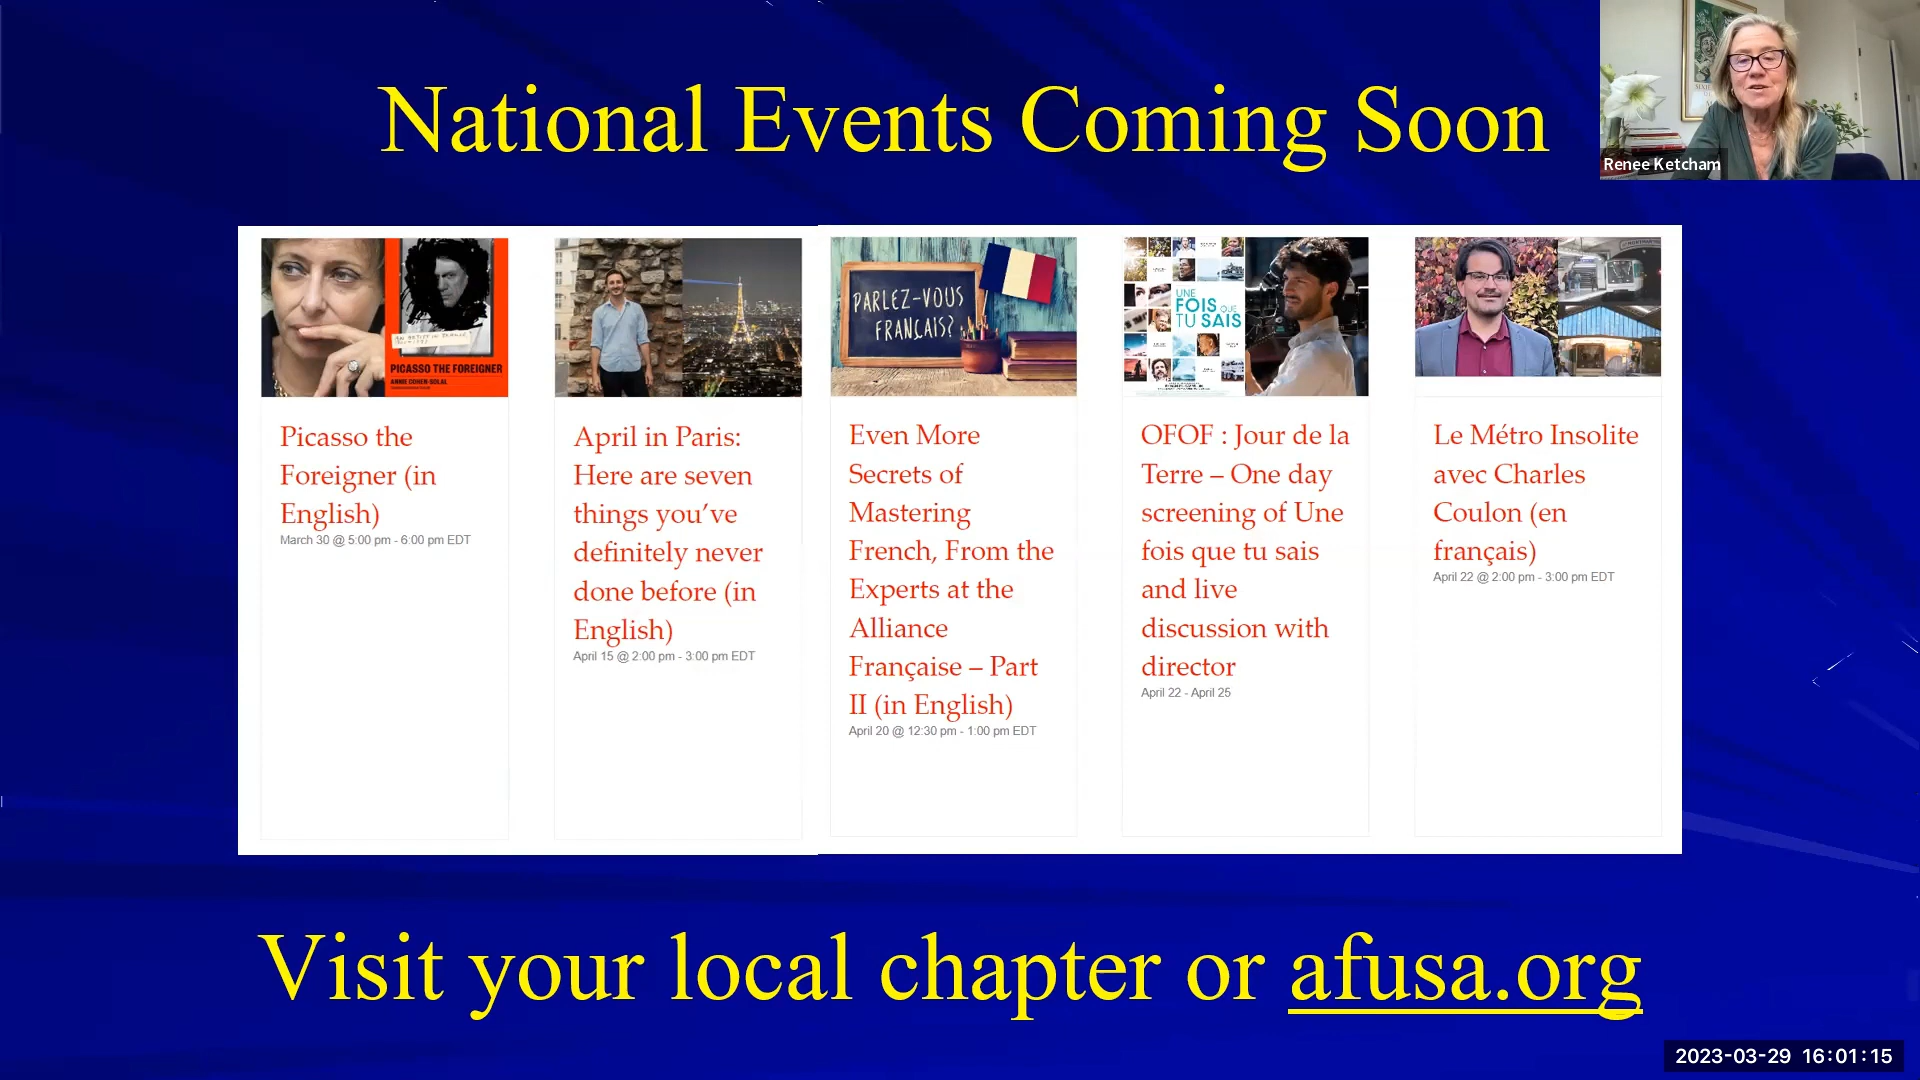 National Events Coming Soon
Renee Ketcham
PICASSO THE FOREIGNER
ANNIE COHEN-SOLAL
Picasso the
Foreigner (in
English)
March 30 @ 5:00 pm - 6:00 pm EDT
April in Paris:
Here are seven
things you've
definitely never
done before (in
English)
April 15 @ 2:00 pm - 3:00 pm EDT
PARLEZ-VOUS
FRANÇAIS?
Even More
Secrets of
Mastering
French, From the
Experts at the
Alliance
Française – Part
II (in English)
April 20 @ 12:30 pm - 1:00 pm EDT
UNE
FOIS QUE
TU SAIS
OFOF : Jour de la
Terre – One day
screening of Une
fois que tu sais
and live
discussion with
director
April 22 - April 25
Le Métro Insolite
avec Charles
Coulon (en
français)
April 22 @ 2:00 pm - 3:00 pm EDT
Visit your local chapter or afusa.org
2023-03-29 16:01:15